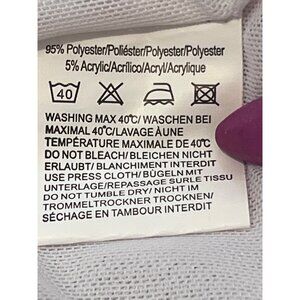 95% Polyester/Poliéster/Polyester/Polyester
5% Acrylic/Acrílico/Acryl/Acrylique
40
WASHING MAX 40°C/WASCHEN BEI
MAXIMAL 40°C/LAVAGE ÀUNE
TEMPÉRATURE MAXIMALE DE 40°C
DO NOT BLEACH/BLEICHEN NICHT
ERLAUBT/BLANCHIMENT INTERDIT
USE PRESS CLOTH/BÜGELN MIT
UNTERLAGE/REPASSAGE SURLE TISSU
DO NOT TUMBLE DRY/NICHT IM
TROMMELTROCKNER TROCKNEN/
SÉCHAGE EN TAMBOUR INTERDIT